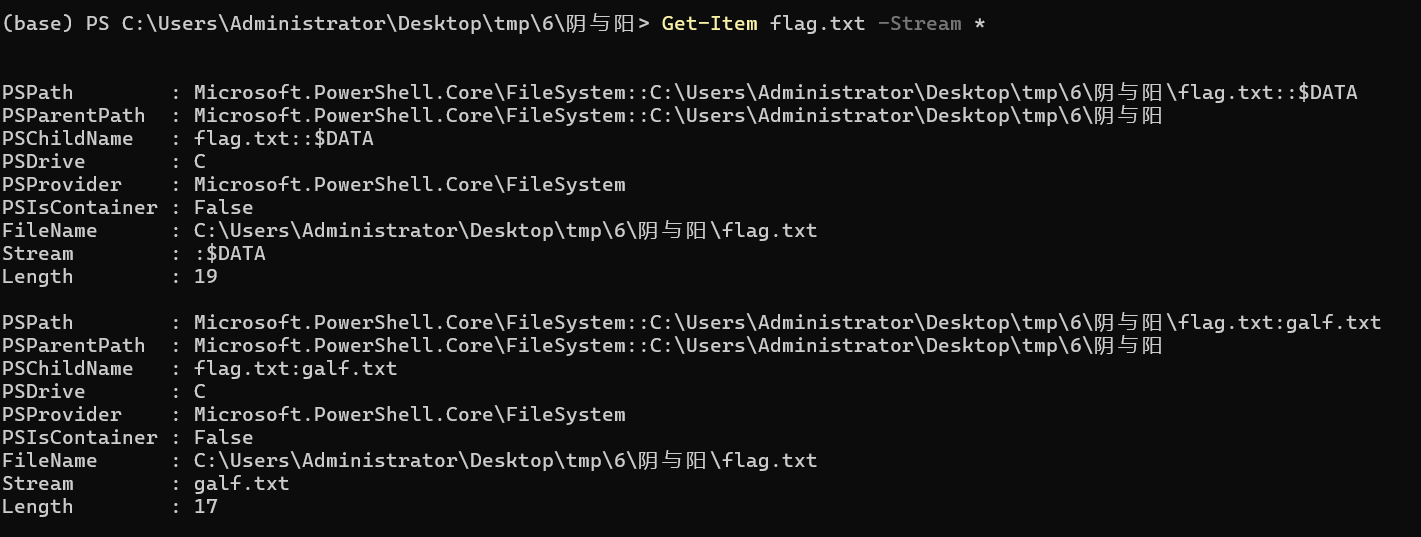 (base) PS C:\Users\Administrator\Desktop\tmp\6\阴与阳> Get-Item flag.txt -Stream *
PSPath : Microsoft.PowerShell.Core\FileSystem::C:\Users\Administrator\Desktop\tmp\6\阴与阳\flag.txt::$DATA
PSParentPath : Microsoft.PowerShell.Core\FileSystem::C:\Users\Administrator\Desktop\tmp\6\阴与阳
PSChildName : flag.txt::$DATA
PSDrive : C
PSProvider : Microsoft.PowerShell.Core\FileSystem
PSIsContainer : False
FileName : C:\Users\Administrator\Desktop\tmp\6\阴与阳\flag.txt
Stream : :$DATA
Length : 19
PSPath : Microsoft.PowerShell.Core\FileSystem::C:\Users\Administrator\Desktop\tmp\6\阴与阳\flag.txt:galf.txt
PSParentPath : Microsoft.PowerShell.Core\FileSystem::C:\Users\Administrator\Desktop\tmp\6\阴与阳
PSChildName : flag.txt:galf.txt
PSDrive : C
PSProvider : Microsoft.PowerShell.Core\FileSystem
PSIsContainer : False
FileName : C:\Users\Administrator\Desktop\tmp\6\阴与阳\flag.txt
Stream : galf.txt
Length : 17